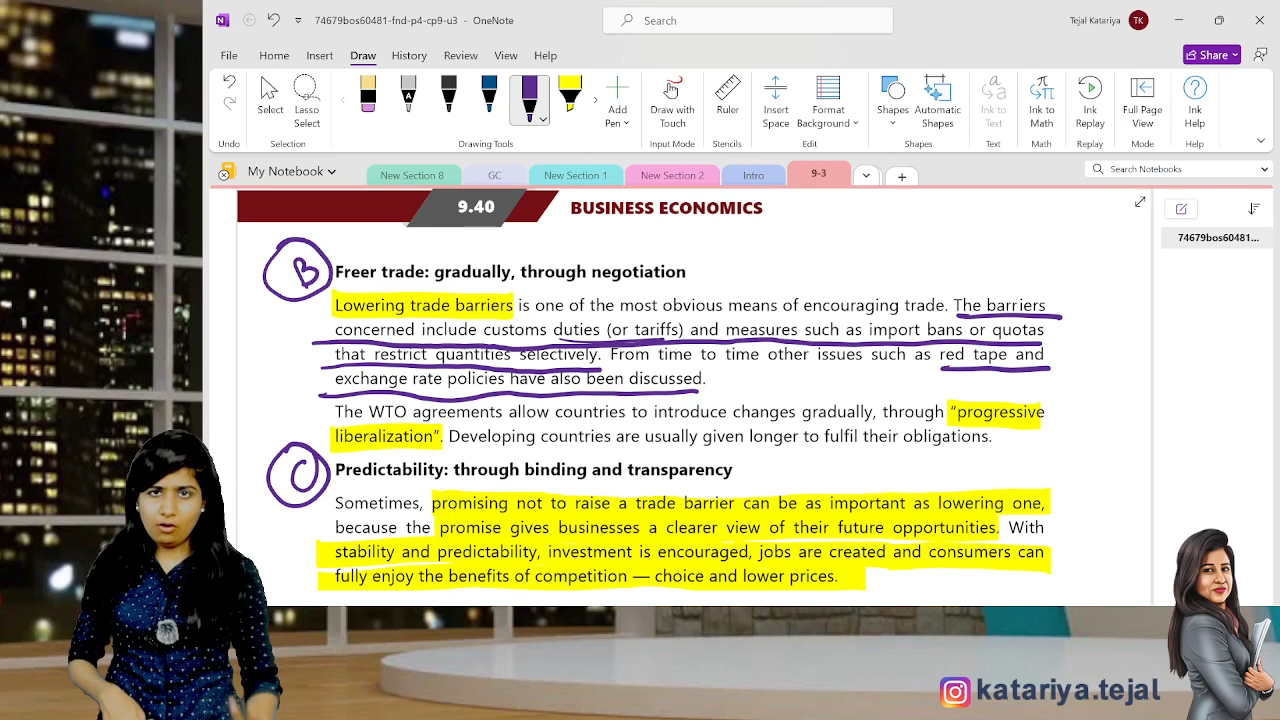 74679bos60481-fnd-p4-cp9-u3 - OneNote
Search
Tejal Katariya
TK
File Home Insert Draw History Review View Help
Share
A
Undo
Select
Lasso Select
Selection
Drawing Tools
Add Pen
Draw with Touch
Input Mode
Ruler
Stencils
Insert Space
Format Background
Edit
Shapes
Automatic Shapes
Shapes
Ink to Text
Text
Ink to Math
Math
Ink Replay
Replay
Full Page View
Mode
Ink Help
Help
My Notebook
New Section 8
GC
New Section 1
New Section 2
Intro
9-3
Search Notebooks
74679bos60481...
9.40 BUSINESS ECONOMICS
B
Freer trade: gradually, through negotiation
Lowering trade barriers is one of the most obvious means of encouraging trade. The barriers
concerned include customs duties (or tariffs) and measures such as import bans or quotas
that restrict quantities selectively. From time to time other issues such as red tape and
exchange rate policies have also been discussed.
The WTO agreements allow countries to introduce changes gradually, through “progressive
liberalization”. Developing countries are usually given longer to fulfil their obligations.
C
Predictability: through binding and transparency
Sometimes, promising not to raise a trade barrier can be as important as lowering one,
because the promise gives businesses a clearer view of their future opportunities. With
stability and predictability, investment is encouraged, jobs are created and consumers can
fully enjoy the benefits of competition — choice and lower prices.
katariya.tejal